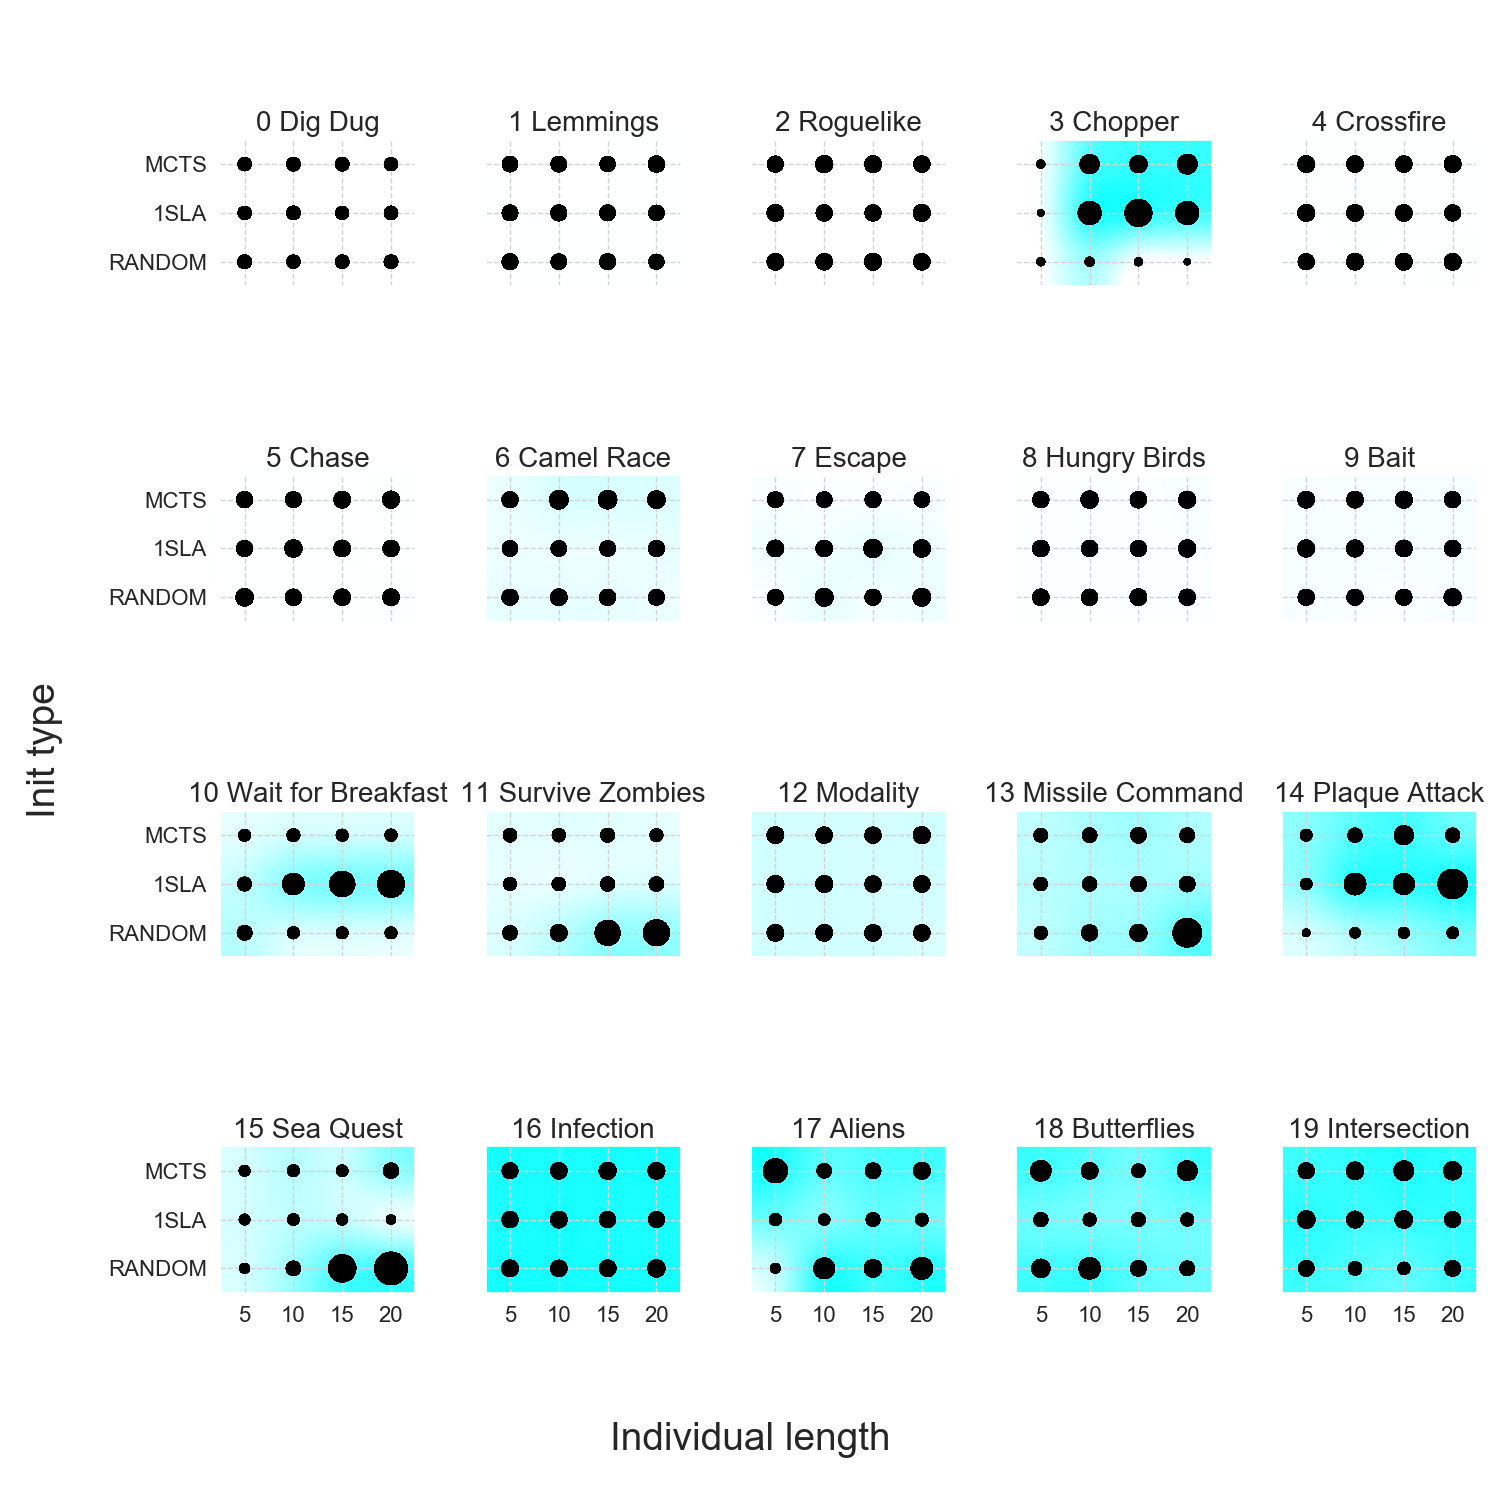 0 Dig Dug
1 Lemmings
2 Roguelike
3 Chopper
4 Crossfire
MCTS
1SLA
RANDOM
5 Chase
6 Camel Race
7 Escape
8 Hungry Birds
9 Bait
MCTS
1SLA
RANDOM
Init type
10 Wait for Breakfast
11 Survive Zombies
12 Modality
13 Missile Command
14 Plaque Attack
MCTS
1SLA
RANDOM
15 Sea Quest
16 Infection
17 Aliens
18 Butterflies
19 Intersection
MCTS
1SLA
RANDOM
5 10 15 20
5 10 15 20
5 10 15 20
5 10 15 20
5 10 15 20
Individual length